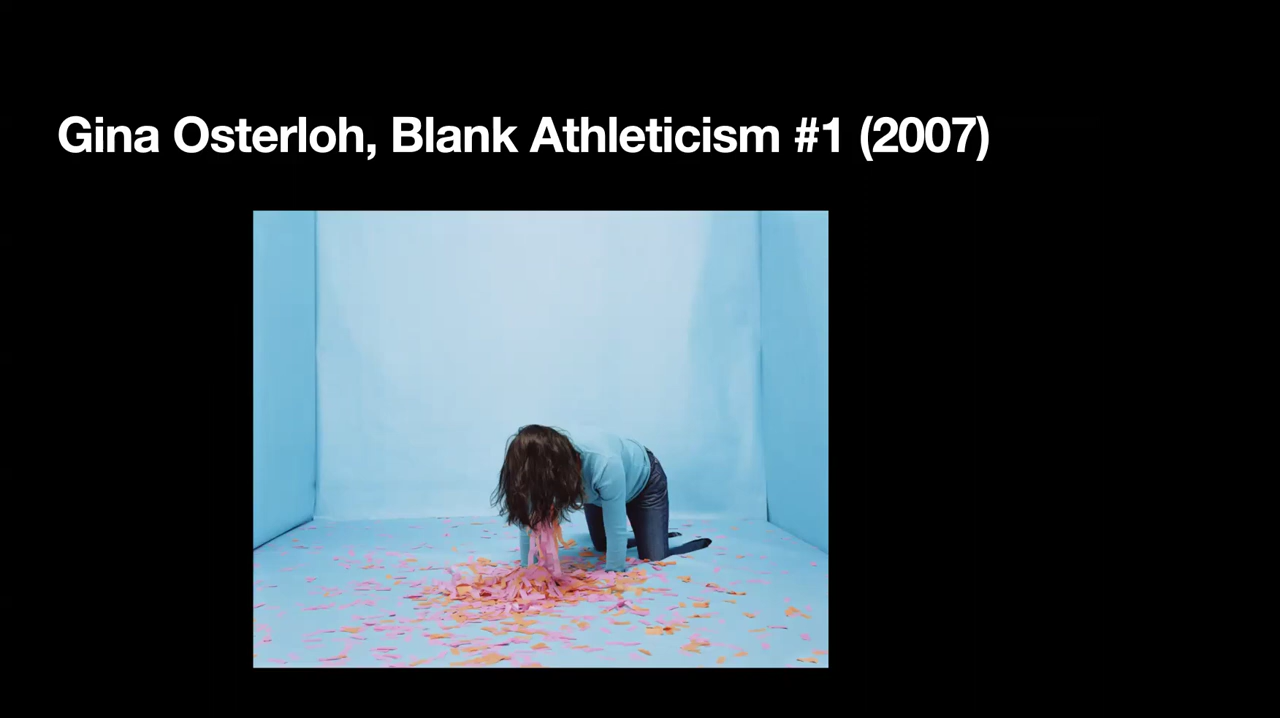 Gina Osterloh, Blank Athleticism #1 (2007)